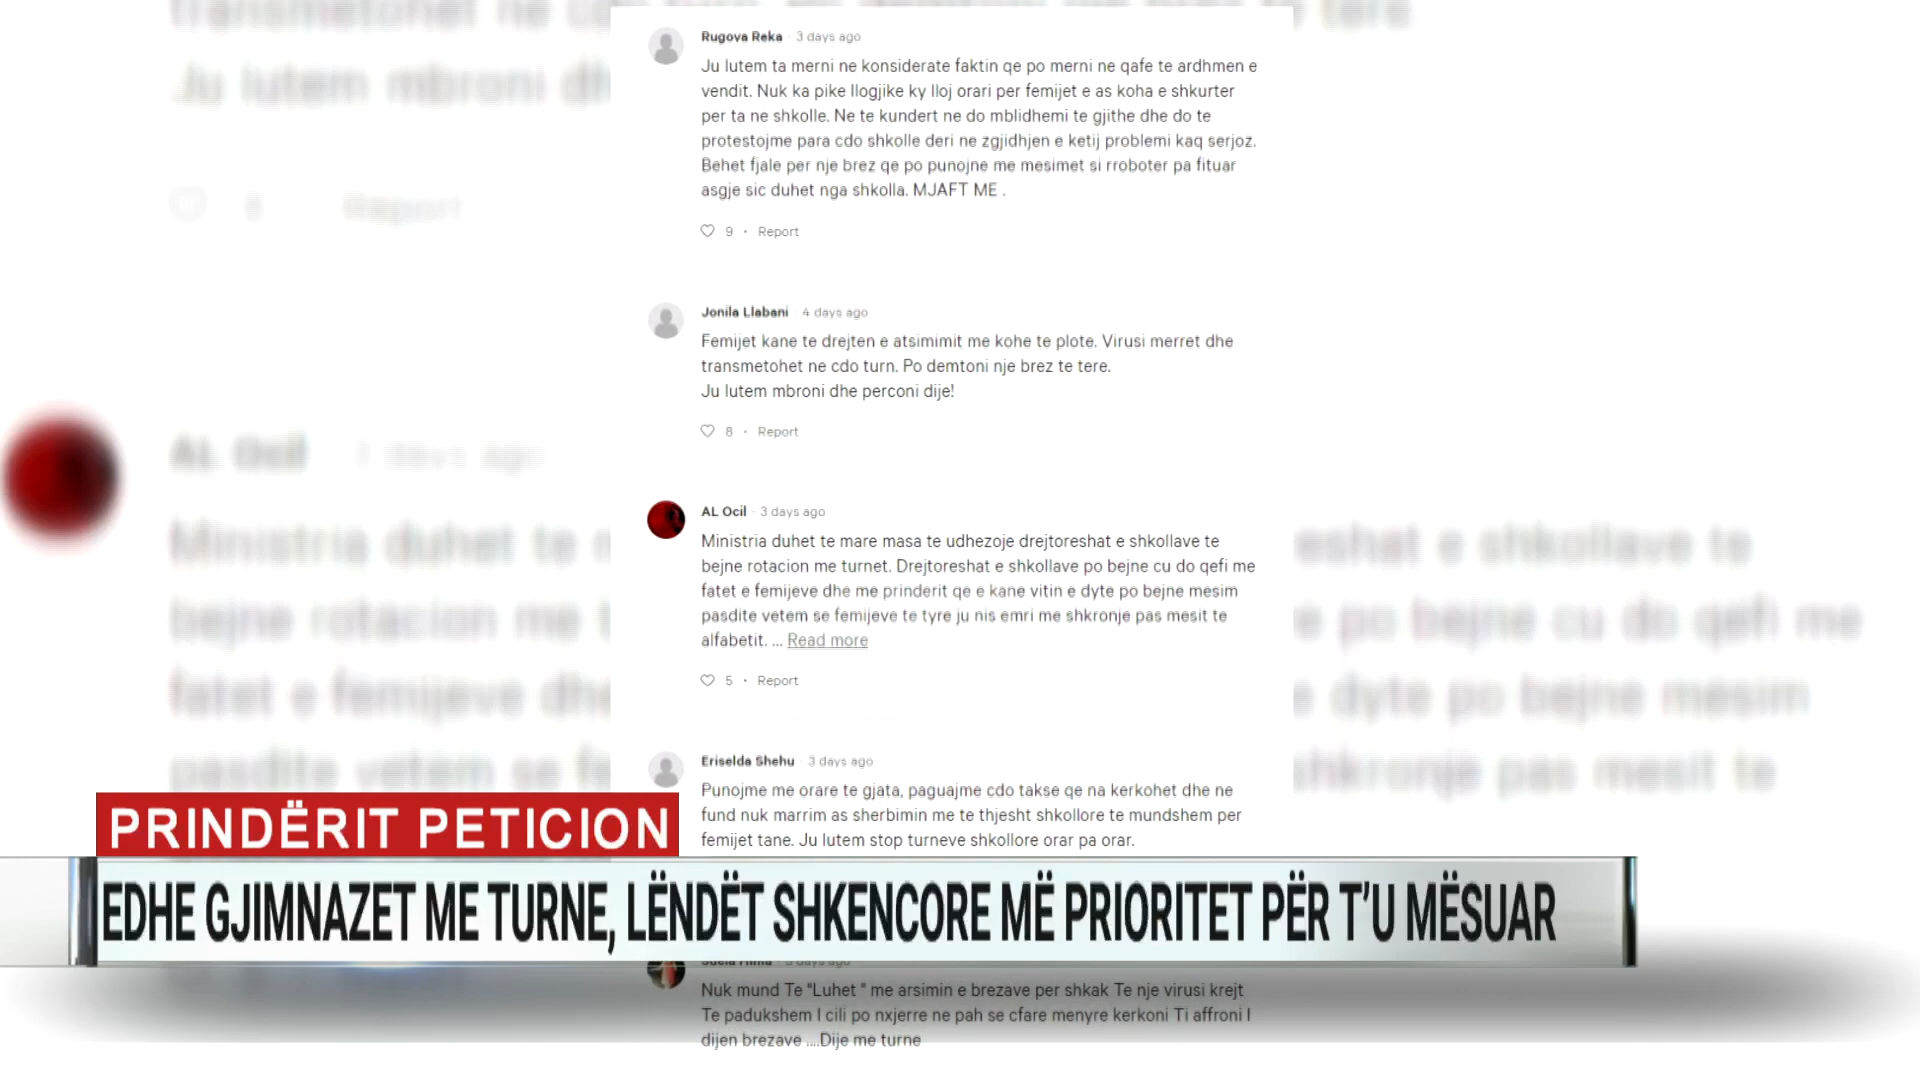 Rugova Reka · 3 days ago
Ju lutem ta merni ne konsiderate faktin qe po merni ne qafe te ardhmen e
vendit. Nuk ka pike llogjike ky lloj orari per femijet e as koha e shkurter
per ta ne shkolle. Ne te kundert ne do mblidhemi te gjithe dhe do te
protestojme para cdo shkolle deri ne zgjidhjen e ketij problemi kaq serjoz.
Behet fjale per nje brez qe po punojne me mesimet si rroboter pa fituar
asgje sic duhet nga shkolla. MJAFT ME .
9 · Report
Jonila Llabani · 4 days ago
Femijet kane te drejten e atsimimit me kohe te plote. Virusi merret dhe
transmetohet ne cdo turn. Po demtoni nje brez te tere.
Ju lutem mbroni dhe perconi dije!
8 · Report
AL Ocil · 3 days ago
Ministria duhet te mare masa te udhezoje drejtoreshat e shkollave te
bejne rotacion me turnet. Drejtoreshat e shkollave po bejne cu do qefi me
fatet e femijeve dhe me prinderit qe e kane vitin e dyte po bejne mesim
pasdite vetem se femijeve te tyre ju nis emri me shkronje pas mesit te
alfabetit. ... Read more
5 · Report
Eriselda Shehu · 3 days ago
Punojme me orare te gjata, paguajme cdo takse qe na kerkohet dhe ne
fund nuk marrim as sherbimin me te thjesht shkollore te mundshem per
femijet tane. Ju lutem stop turneve shkollore orar pa orar.
PRINDËRIT PETICION
EDHE GJIMNAZET ME TURNE, LËNDËT SHKENCORE MË PRIORITET PËR T'U MËSUAR
Nuk mund Te "Luhet " me arsimin e brezave per shkak Te nje virusi krejt
Te padukshem I cili po nxjerre ne pah se cfare menyre kerkoni Ti affroni I
dijen brezave ....Dije me turne